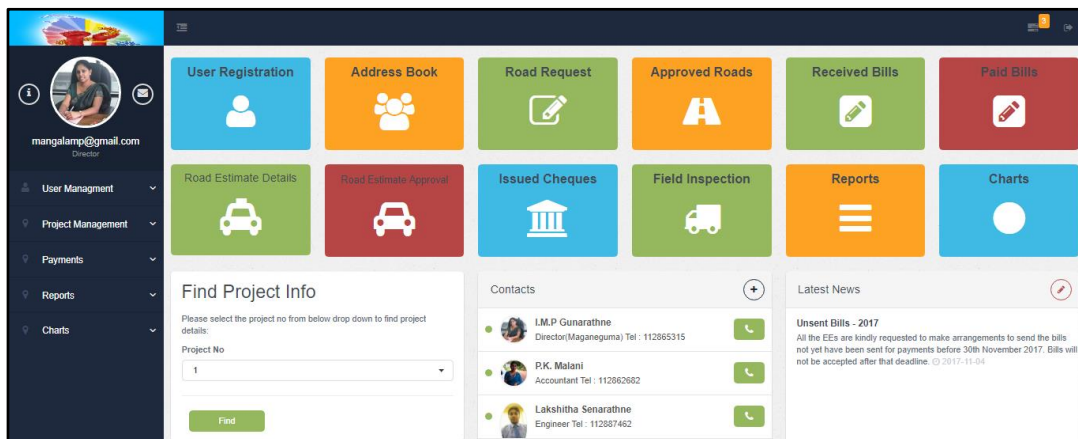 3
mangalamp@gmail.com
Director
User Managment
Project Management
Payments
Reports
Charts
User Registration
Address Book
Road Request
Approved Roads
Received Bills
Paid Bills
Road Estimate Details
Road Estimate Approval
Issued Cheques
Field Inspection
Reports
Charts
Find Project Info
Please select the project no from below drop down to find project
details:
Project No
1
Find
Contacts
I.M.P Gunarathne
Director(Maganeguma) Tel : 112865315
P.K. Malani
Accountant Tel : 112862682
Lakshitha Senarathne
Engineer Tel : 112887462
Latest News
Unsent Bills - 2017
All the EEs are kindly requested to make arrangements to send the bills
not yet have been sent for payments before 30th November 2017. Bills will
not be accepted after that deadline. 2017-11-04